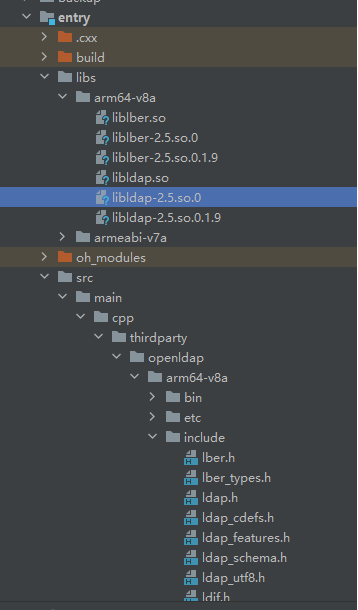 backup
entry
.cxx
build
libs
arm64-v8a
liblber.so
liblber-2.5.so.0
liblber-2.5.so.0.1.9
libldap.so
libldap-2.5.so.0
libldap-2.5.so.0.1.9
armeabi-v7a
oh_modules
src
main
cpp
thirdparty
openldap
arm64-v8a
bin
etc
include
lber.h
lber_types.h
ldap.h
ldap_cdefs.h
ldap_features.h
ldap_schema.h
ldap_utf8.h
ldif.h